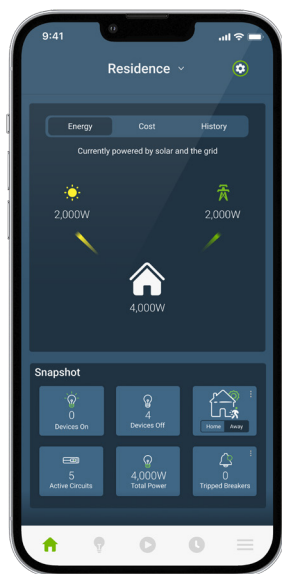 9:41
Residence
Energy Cost History
Currently powered by solar and the grid
2,000W 2,000W
4,000W
Snapshot
0
Devices On
4
Devices Off
Home Away
5
Active Circuits
4,000W
Total Power
0
Tripped Breakers